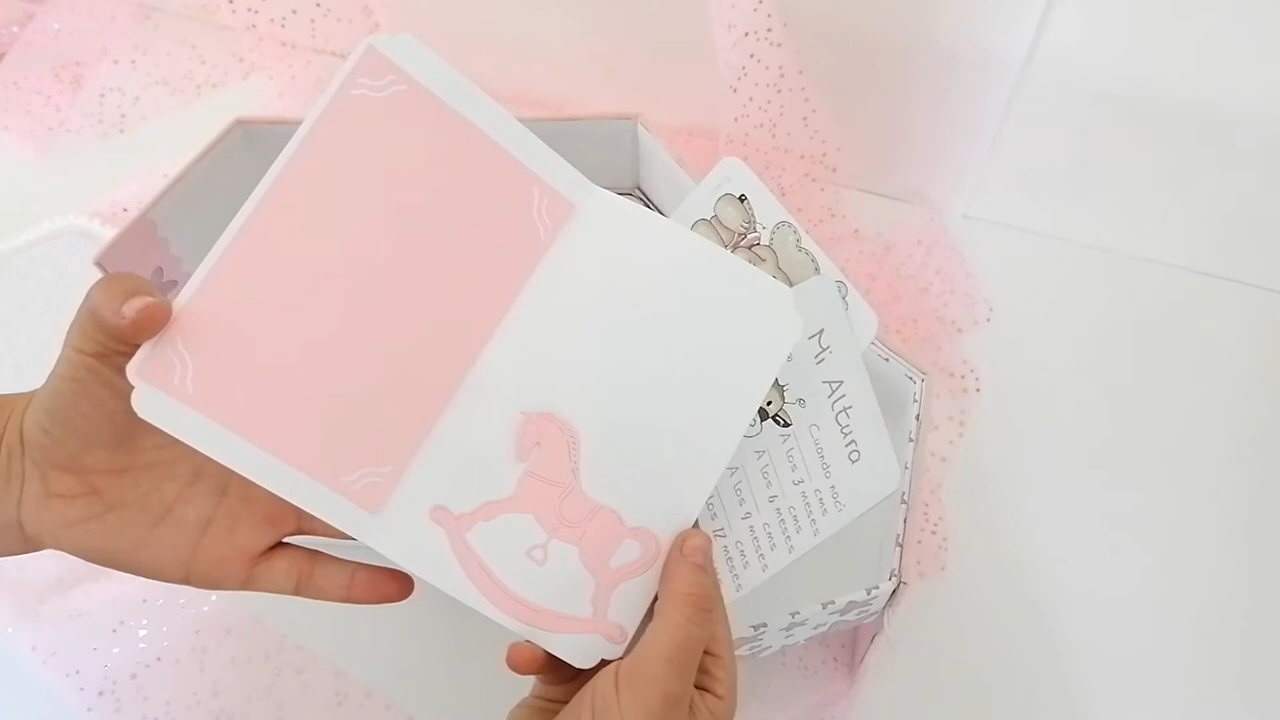 Mi Altura
Cuando nací
cms
A los 3 meses
cms
A los 6 meses
cms
A los 9 meses
cms
los 12 meses